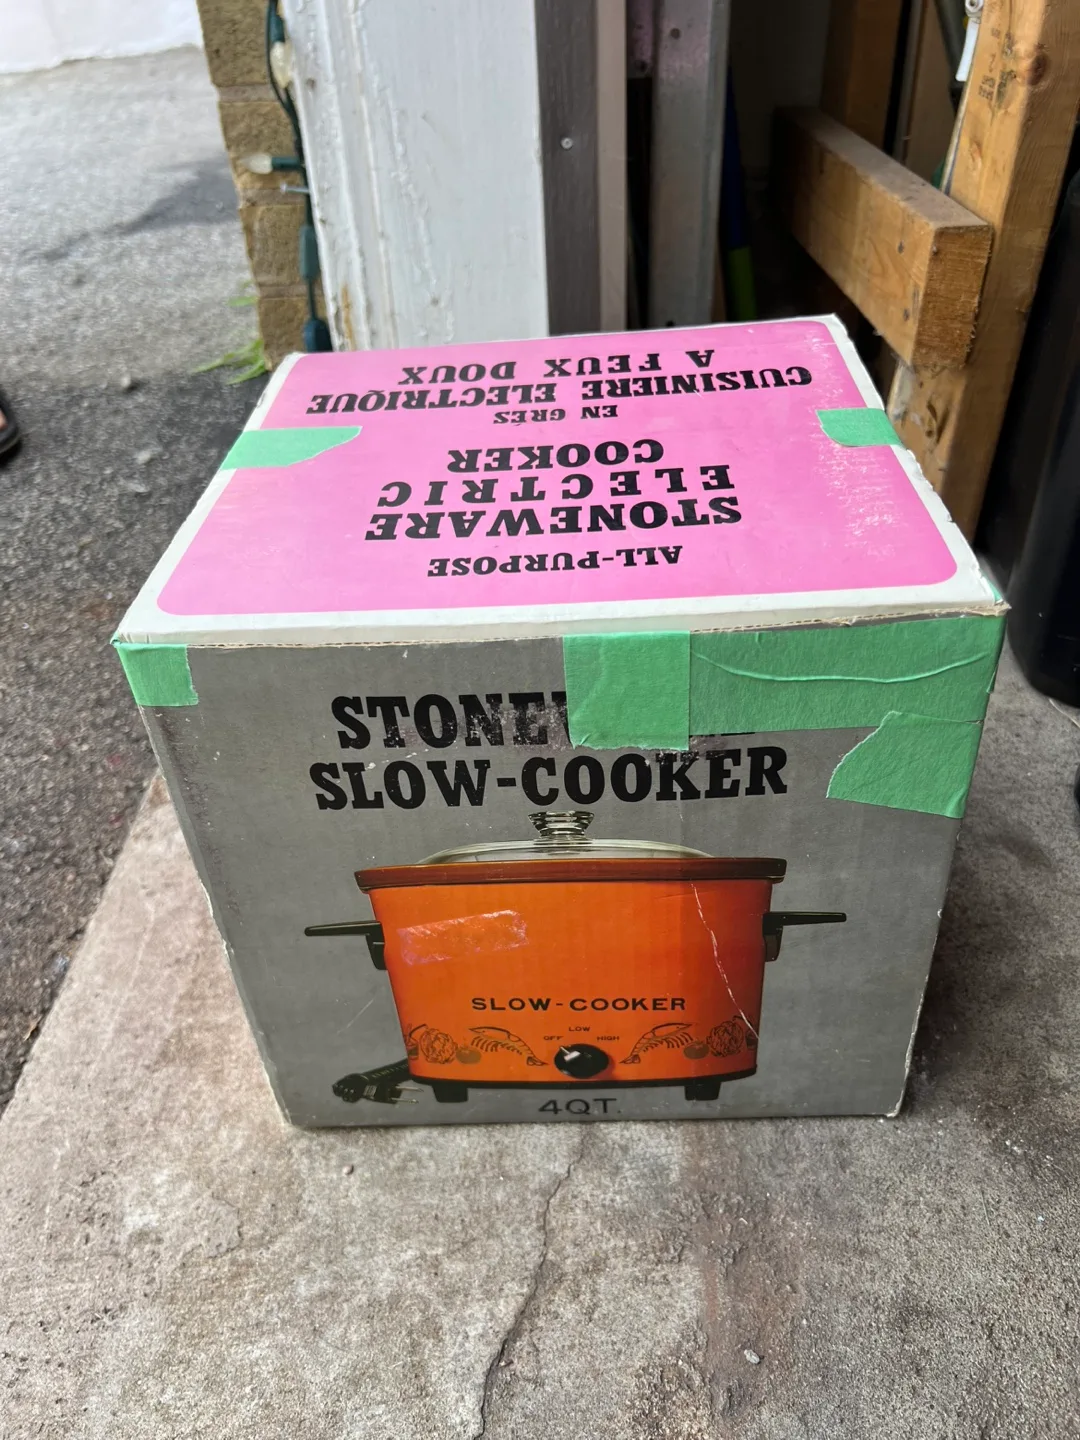 ALL-PURPOSE
STONEWARE
ELECTRIC
COOKER
EN GRÈS
CUISINIERE ELECTRIQUE
A FEUX DOUX
SLOW-COOKER
SLOW-COOKER
LOW
OFF HIGH
4QT.